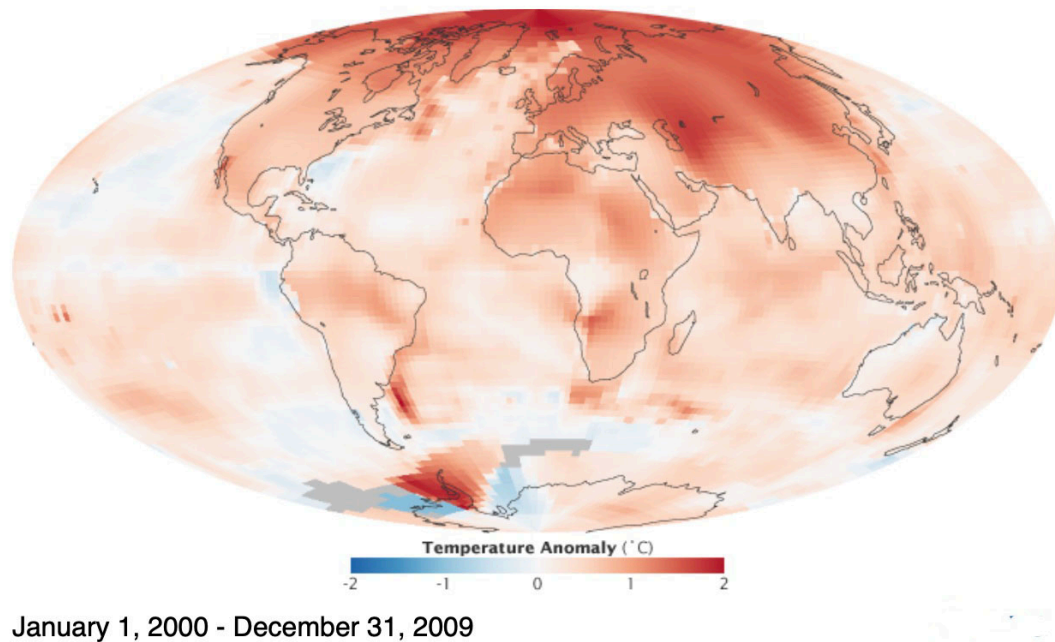 Temperature Anomaly (˚C)
-2 -1 0 1 2
January 1, 2000 - December 31, 2009